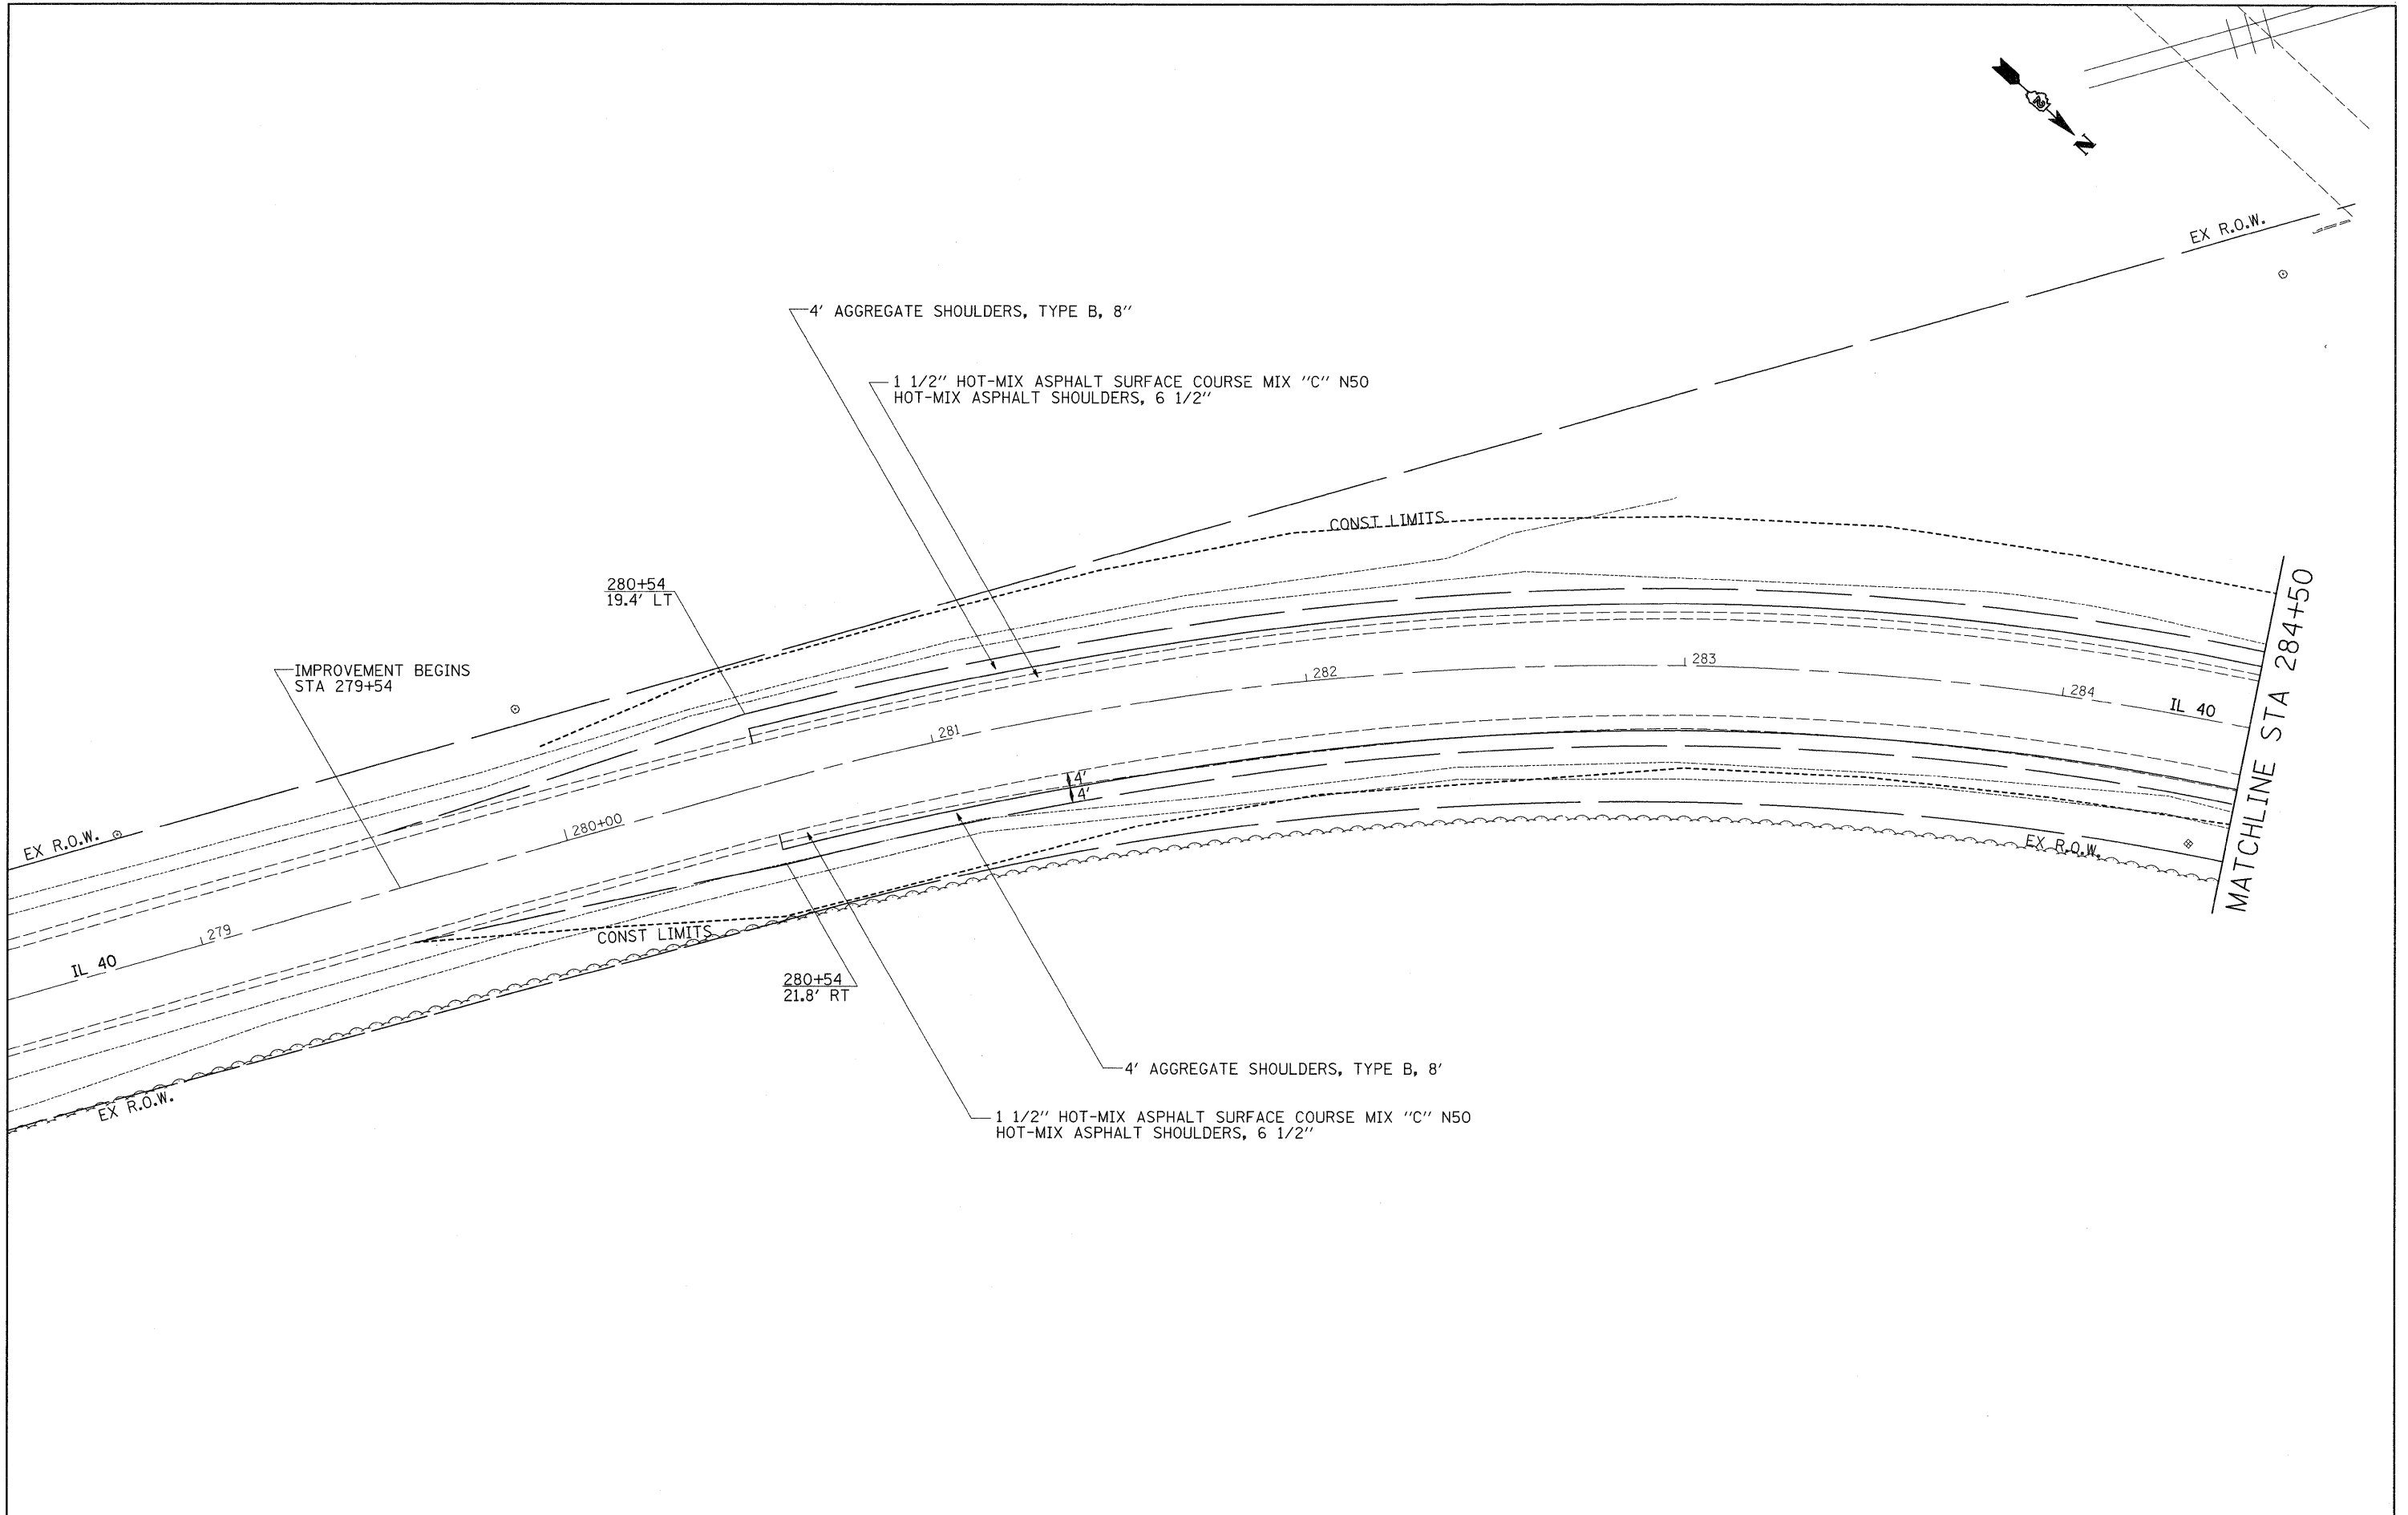 N
EX R.O.W.
4' AGGREGATE SHOULDERS, TYPE B, 8"
1 1/2" HOT-MIX ASPHALT SURFACE COURSE MIX "C" N50
HOT-MIX ASPHALT SHOULDERS, 6 1/2"
CONST LIMITS
280+54
19.4' LT
IMPROVEMENT BEGINS
STA 279+54
MATCHLINE STA 284+50
283
282
284
IL 40
281
4'
4'
280+00
EX R.O.W.
EX R.O.W.
279
CONST LIMITS
IL 40
280+54
21.8' RT
4' AGGREGATE SHOULDERS, TYPE B, 8'
EX R.O.W.
1 1/2" HOT-MIX ASPHALT SURFACE COURSE MIX "C" N50
HOT-MIX ASPHALT SHOULDERS, 6 1/2"